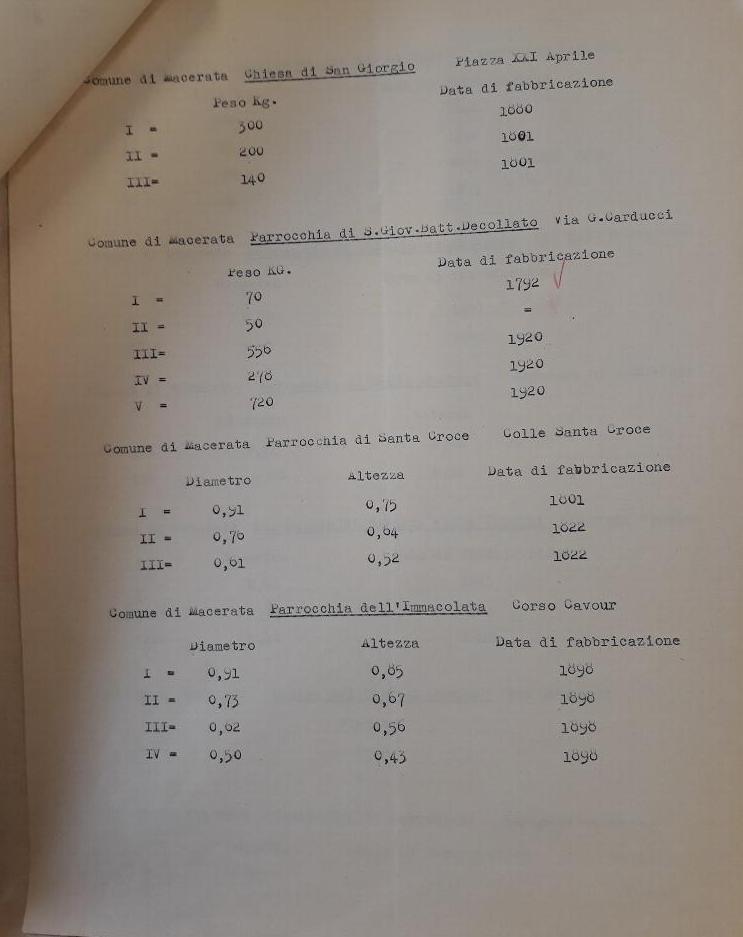 Comune di Macerata Chiesa di San Giorgio Piazza XXI Aprile
Peso Kg. Data di fabbricazione
I = 300 1880
II = 200 1801
III= 140 1801
Comune di Macerata Parrocchia di S.Giov.Batt.Decollato Via G.Carducci
Peso KG. Data di fabbricazione
I = 70 1792
II = 50 =
III= 556 1920
IV = 278 1920
V = 720 1920
Comune di Macerata Parrocchia di Santa Croce Colle Santa Croce
Diametro Altezza Data di fabbricazione
I = 0,91 0,75 1801
II = 0,76 0,64 1822
III= 0,61 0,52 1822
Comune di Macerata Parrocchia dell'Immacolata Corso Cavour
Diametro Altezza Data di fabbricazione
I = 0,91 0,85 1898
II = 0,73 0,67 1898
III= 0,62 0,56 1898
IV = 0,50 0,43 1898